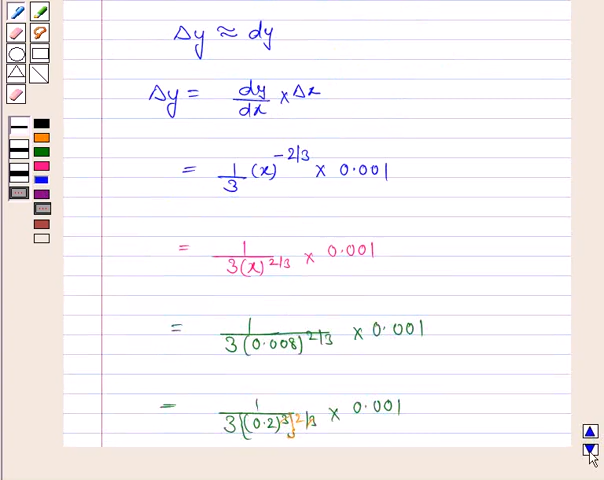 Δy ≈ dy
Δy = dy/dx × Δx
= 1/3 (x)^-2/3 × 0.001
= 1/3(x)^2/3 × 0.001
= 1/3(0.008)^2/3 × 0.001
= 1/3[(0.2)^3]^2/3 × 0.001